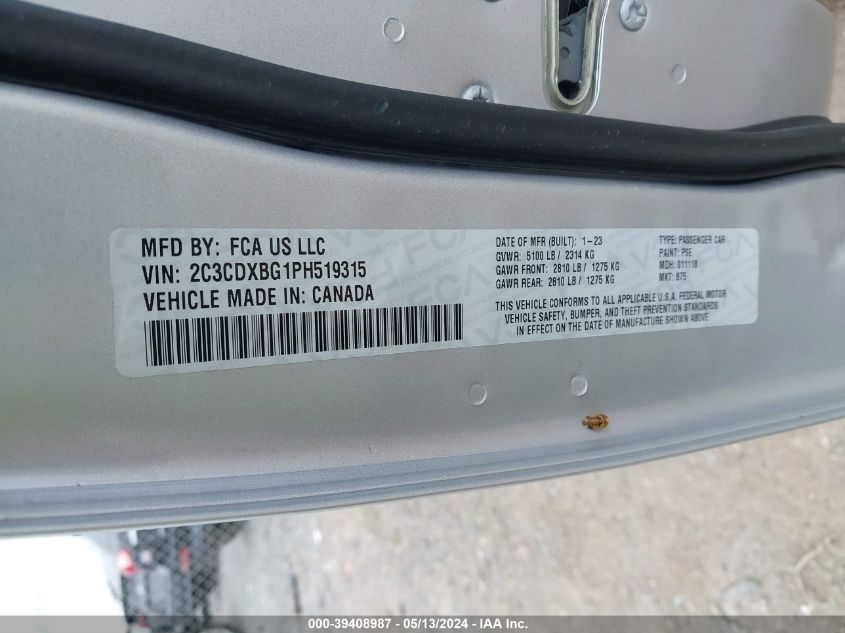 MFD BY: FCA US LLC
VIN: 2C3CDXBG1PH519315
VEHICLE MADE IN: CANADA
DATE OF MFR (BUILT): 1-23
GVWR: 5100 LB / 2314 KG
GAWR FRONT: 2810 LB / 1275 KG
GAWR REAR: 2810 LB / 1275 KG
TYPE: PASSENGER CAR
PAINT: PSE
MDH: 011118
MKT: B75
THIS VEHICLE CONFORMS TO ALL APPLICABLE U.S.A. FEDERAL MOTOR
VEHICLE SAFETY, BUMPER, AND THEFT PREVENTION STANDARDS
IN EFFECT ON THE DATE OF MANUFACTURE SHOWN ABOVE
000-39408987 - 05/13/2024 - IAA Inc.